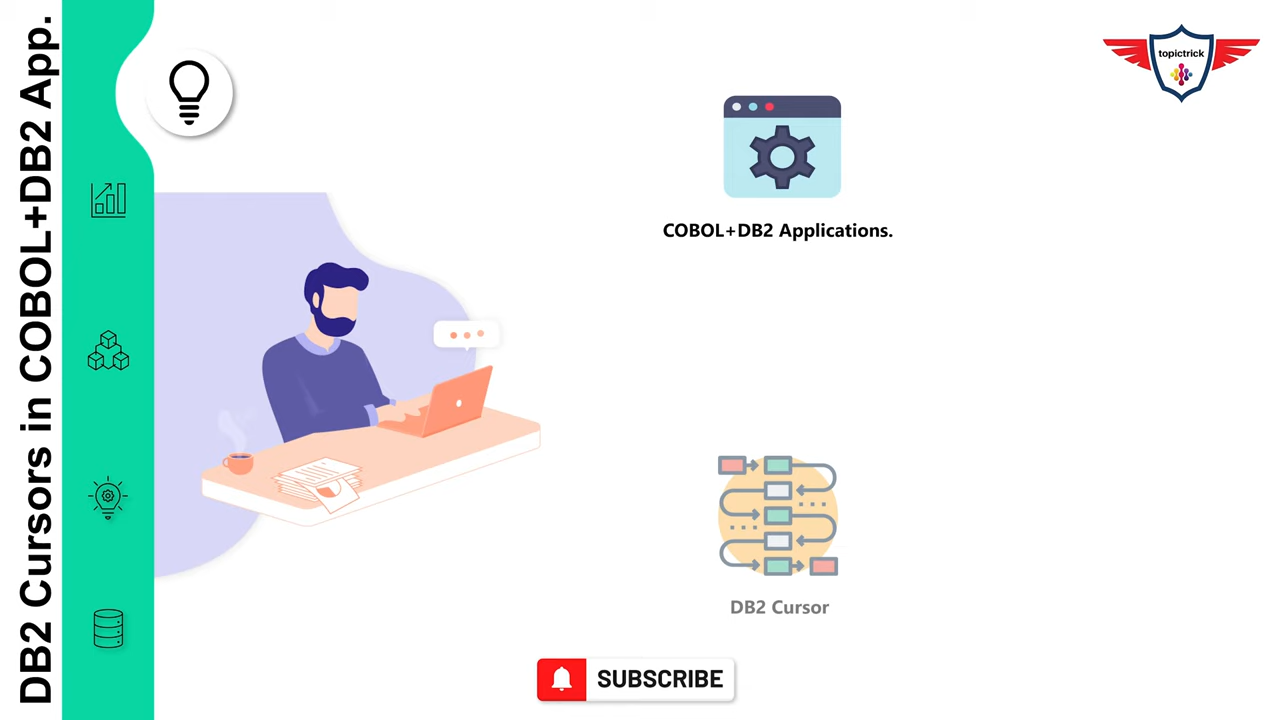 DB2 Cursors in COBOL+DB2 App.
topictrick
COBOL+DB2 Applications.
DB2 Cursor
SUBSCRIBE